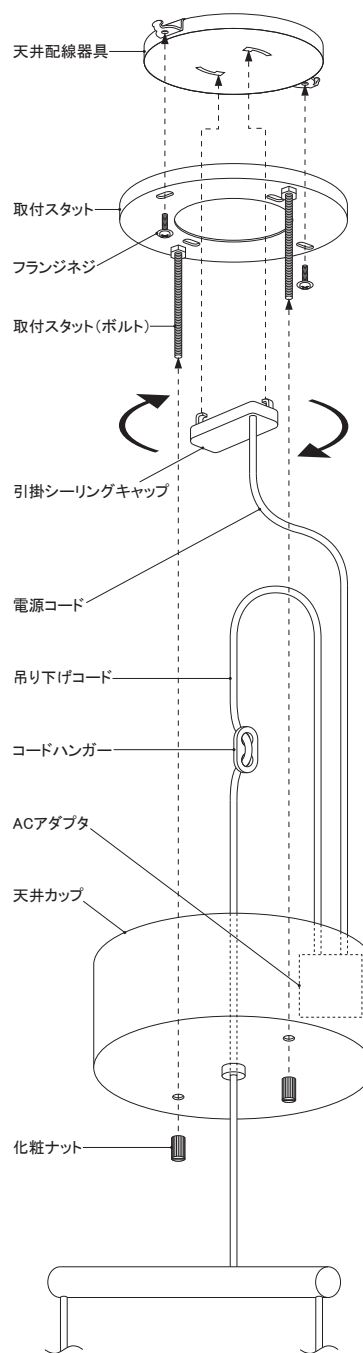 天井配線器具
取付スタット
フランジネジ
取付スタット(ボルト)
引掛シーリングキャップ
電源コード
吊り下げコード
コードハンガー
ACアダプタ
天井カップ
化粧ナット